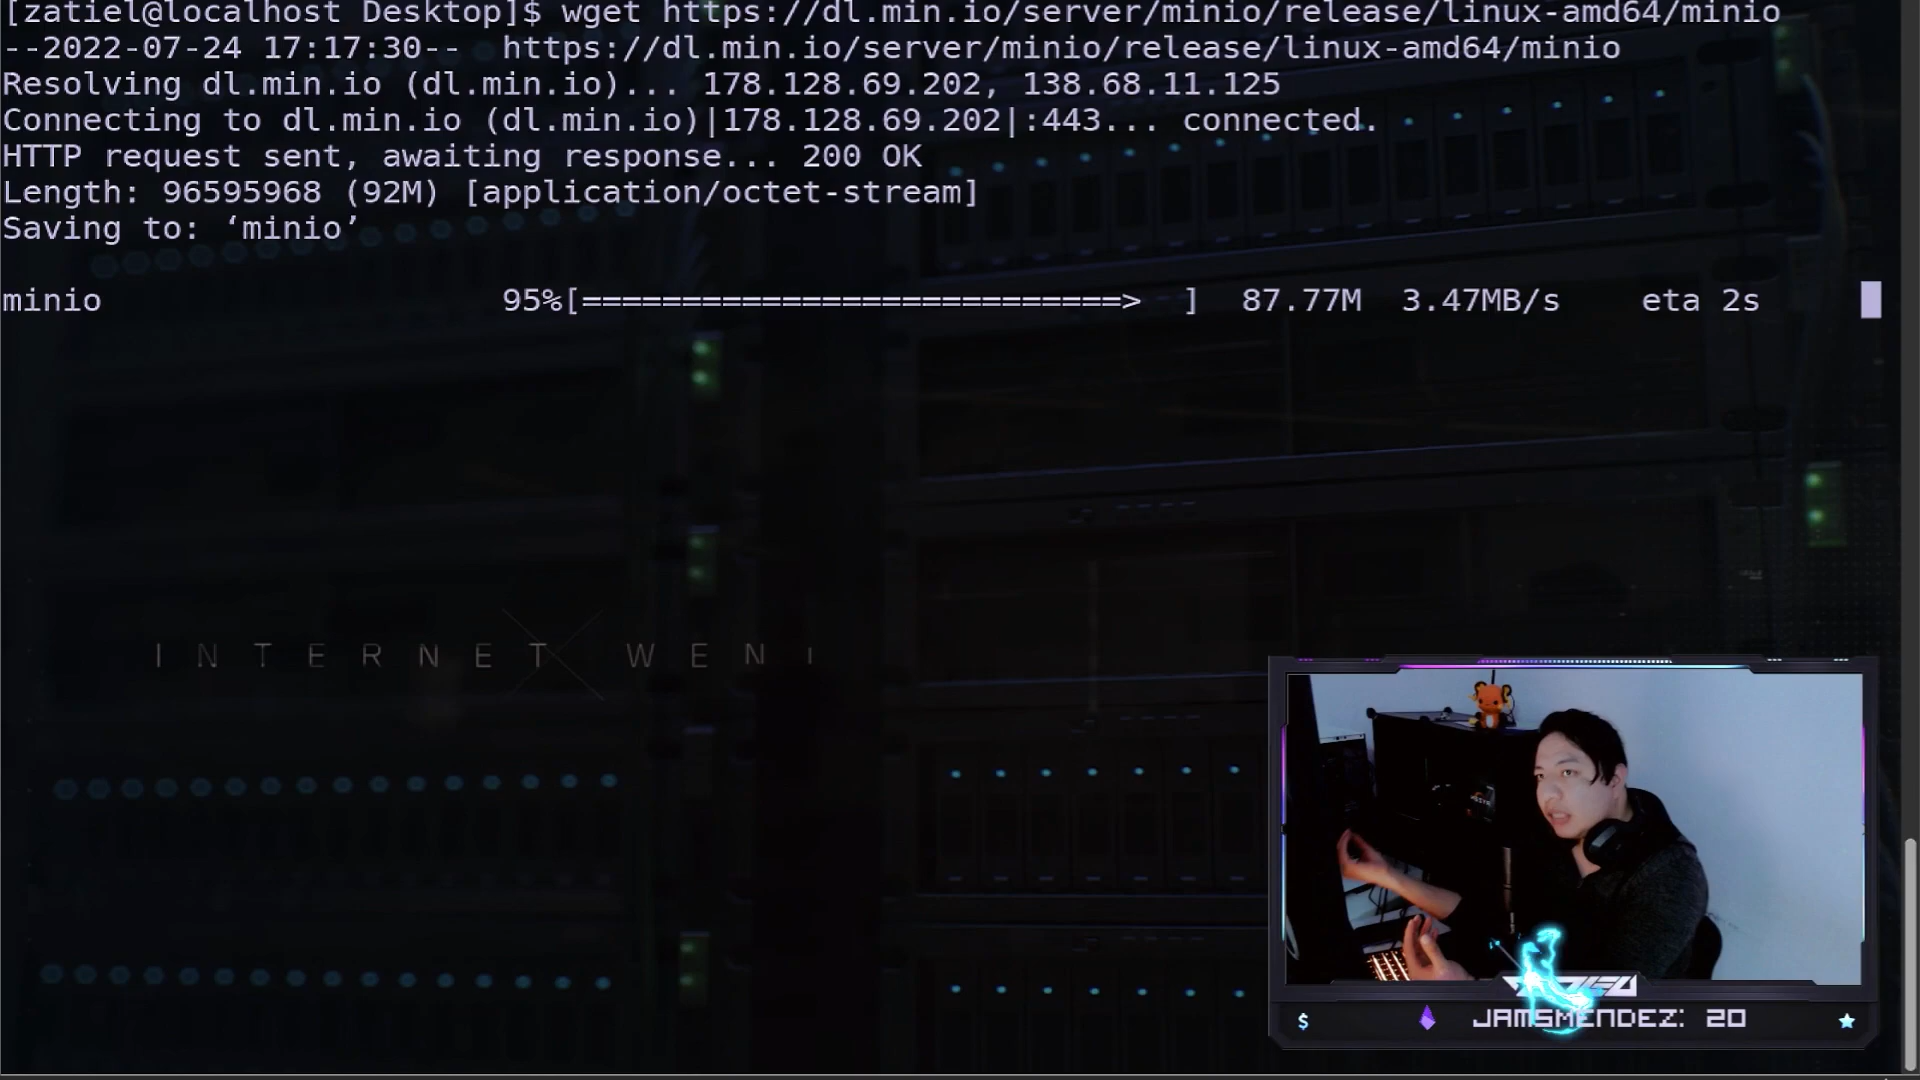 [zatiel@localhost Desktop]$ wget https://dl.min.io/server/minio/release/linux-amd64/minio
--2022-07-24 17:17:30--  https://dl.min.io/server/minio/release/linux-amd64/minio
Resolving dl.min.io (dl.min.io)... 178.128.69.202, 138.68.11.125
Connecting to dl.min.io (dl.min.io)|178.128.69.202|:443... connected.
HTTP request sent, awaiting response... 200 OK
Length: 96595968 (92M) [application/octet-stream]
Saving to: ‘minio’
minio 95%[===========================>  ] 87.77M 3.47MB/s eta 2s
INTERNET WEN
$ JAMSMENDEZ: 20